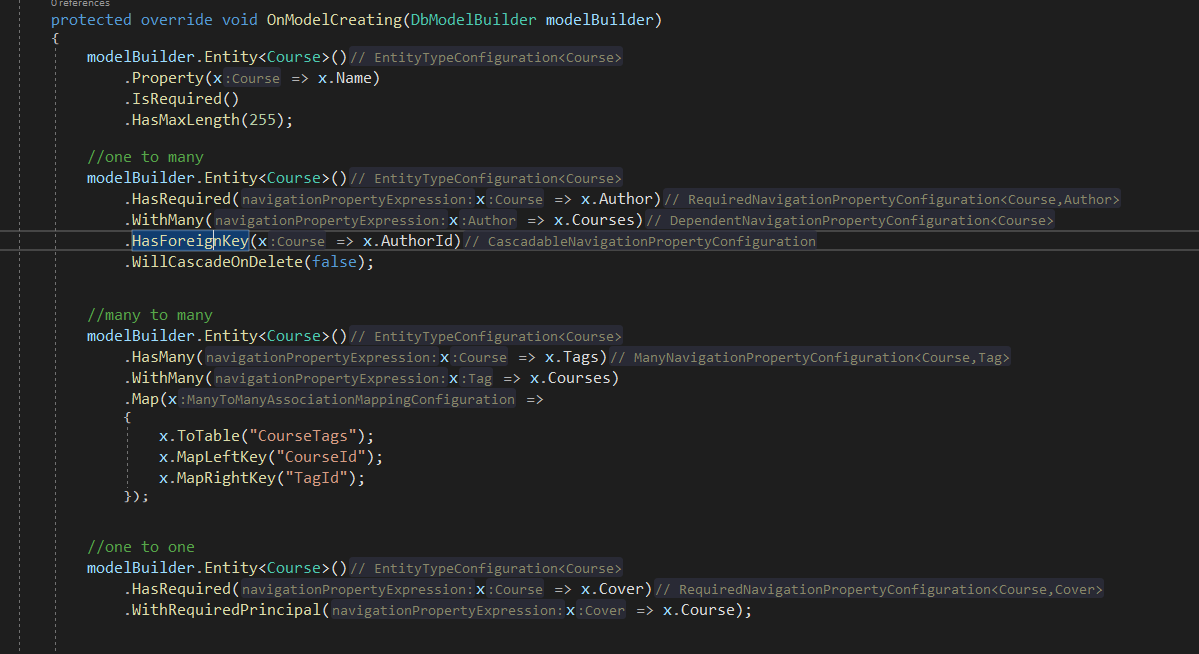 0 references
protected override void OnModelCreating(DbModelBuilder modelBuilder)
{
modelBuilder.Entity<Course>()// EntityTypeConfiguration<Course>
.Property(x:Course => x.Name)
.IsRequired()
.HasMaxLength(255);
//one to many
modelBuilder.Entity<Course>()// EntityTypeConfiguration<Course>
.HasRequired(navigationPropertyExpression:x:Course => x.Author)// RequiredNavigationPropertyConfiguration<Course,Author>
.WithMany(navigationPropertyExpression:x:Author => x.Courses)// DependentNavigationPropertyConfiguration<Course>
.HasForeignKey(x:Course => x.AuthorId)// CascadableNavigationPropertyConfiguration
.WillCascadeOnDelete(false);
//many to many
modelBuilder.Entity<Course>()// EntityTypeConfiguration<Course>
.HasMany(navigationPropertyExpression:x:Course => x.Tags)// ManyNavigationPropertyConfiguration<Course,Tag>
.WithMany(navigationPropertyExpression:x:Tag => x.Courses)
.Map(x:ManyToManyAssociationMappingConfiguration =>
{
x.ToTable("CourseTags");
x.MapLeftKey("CourseId");
x.MapRightKey("TagId");
});
//one to one
modelBuilder.Entity<Course>()// EntityTypeConfiguration<Course>
.HasRequired(navigationPropertyExpression:x:Course => x.Cover)// RequiredNavigationPropertyConfiguration<Course,Cover>
.WithRequiredPrincipal(navigationPropertyExpression:x:Cover => x.Course);